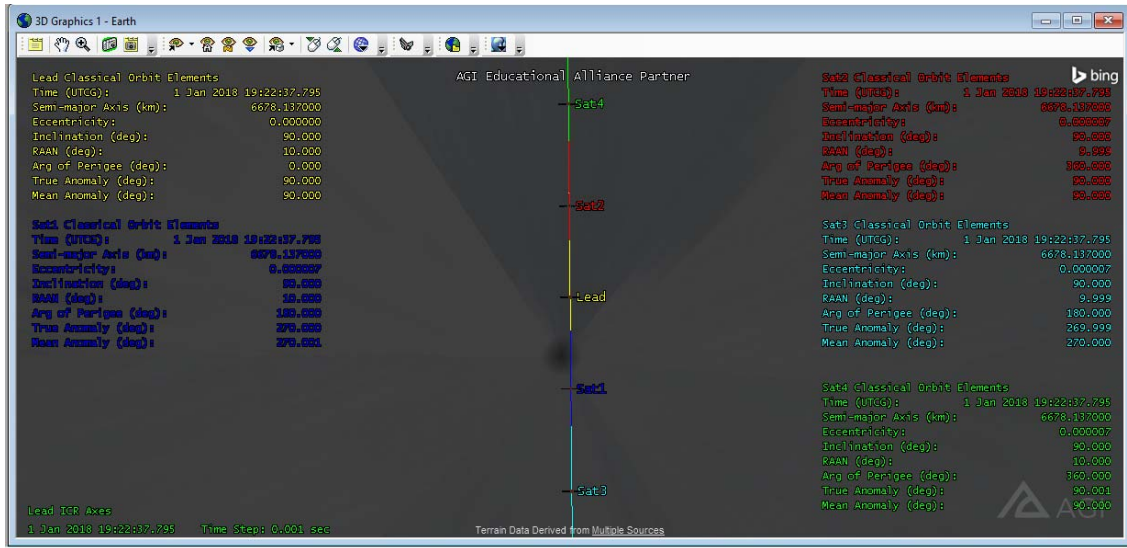 3D Graphics 1 - Earth
AGI Educational Alliance Partner
bing
Lead Classical Orbit Elements
Time (UTCG): 1 Jan 2018 19:22:37.795
Semi-major Axis (km): 6678.137000
Eccentricity: 0.000000
Inclination (deg): 90.000
RAAN (deg): 10.000
Arg of Perigee (deg): 0.000
True Anomaly (deg): 90.000
Mean Anomaly (deg): 90.000
Sat1 Classical Orbit Elements
Time (UTCG): 1 Jan 2018 19:22:37.795
Semi-major Axis (km): 6678.137000
Eccentricity: 0.000007
Inclination (deg): 90.000
RAAN (deg): 10.000
Arg of Perigee (deg): 180.000
True Anomaly (deg): 270.000
Mean Anomaly (deg): 270.001
Sat4
Sat2
Lead
Sat1
Sat3
Sat2 Classical Orbit Elements
Time (UTCG): 1 Jan 2018 19:22:37.795
Semi-major Axis (km): 6678.137000
Eccentricity: 0.000007
Inclination (deg): 90.000
RAAN (deg):
Arg of Perigee (deg): 360.000
True Anomaly (deg):
Mean Anomaly (deg):
Sat3 Classical Orbit Elements
Time (UTCG): 1 Jan 2018 19:22:37.795
Semi-major Axis (km): 6678.137000
Eccentricity: 0.000007
Inclination (deg): 90.000
RAAN (deg): 9.999
Arg of Perigee (deg): 180.000
True Anomaly (deg): 269.999
Mean Anomaly (deg): 270.000
Sat4 Classical Orbit Elements
Time (UTCG): 1 Jan 2018 19:22:37.795
Semi-major Axis (km): 6678.137000
Eccentricity: 0.000007
Inclination (deg): 90.000
RAAN (deg): 10.000
Arg of Perigee (deg): 360.000
True Anomaly (deg): 90.001
Mean Anomaly (deg): 90.000
AGI
Lead ICR Axes
1 Jan 2018 19:22:37.795 Time Step: 0.001 sec
Terrain Data Derived from Multiple Sources